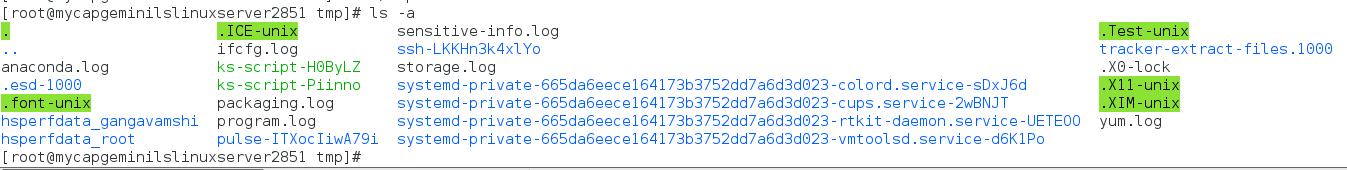 [root@mycapgeminilslinuxserver2851 tmp]# ls -a
. .ICE-unix sensitive-info.log .Test-unix
.. ifcfg.log ssh-LKKHn3k4xlYo tracker-extract-files.1000
anaconda.log ks-script-H0ByLZ storage.log .X0-lock
.esd-1000 ks-script-Piinno systemd-private-665da6eece164173b3752dd7a6d3d023-colord.service-sDxJ6d .X11-unix
.font-unix packaging.log systemd-private-665da6eece164173b3752dd7a6d3d023-cups.service-2wBNJT .XIM-unix
hsperfdata_gangavamshi program.log systemd-private-665da6eece164173b3752dd7a6d3d023-rtkit-daemon.service-UETEOO yum.log
hsperfdata_root pulse-ITXocIiwA79i systemd-private-665da6eece164173b3752dd7a6d3d023-vmtoolsd.service-d6K1Po
[root@mycapgeminilslinuxserver2851 tmp]#